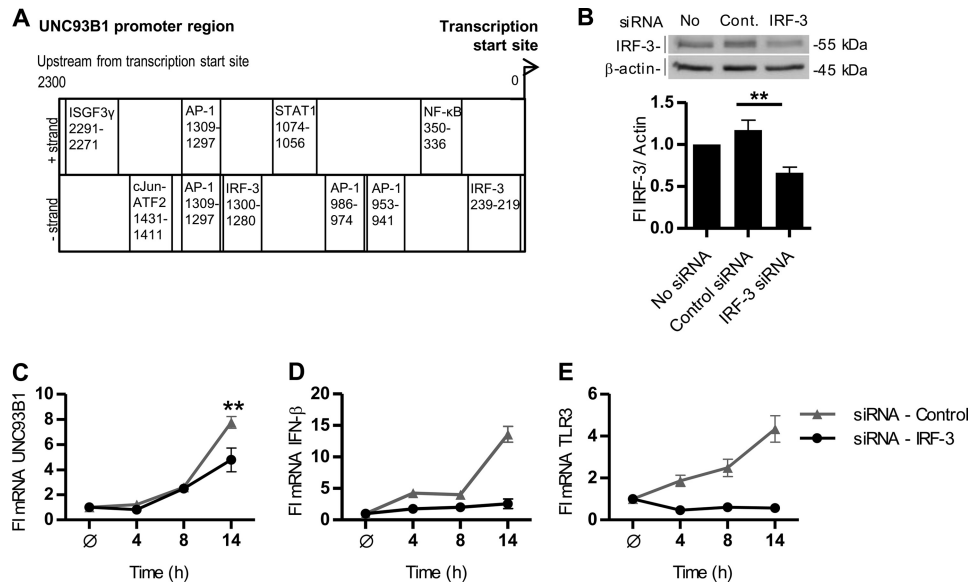 A
UNC93B1 promoter region
Transcription
start site
Upstream from transcription start site
2300
0
+ strand
ISGF3γ
2291-
2271
AP-1
1309-
1297
STAT1
1074-
1056
NF-κB
350-
336
- strand
cJun-
ATF2
1431-
1411
AP-1
1309-
1297
IRF-3
1300-
1280
AP-1
986-
974
AP-1
953-
941
IRF-3
239-219
B
siRNA No Cont. IRF-3
IRF-3- -55 kDa
β-actin- -45 kDa
FI IRF-3/ Actin
1.5
1.0
0.5
0.0
**
No siRNA
Control siRNA
IRF-3 siRNA
C
FI mRNA UNC93B1
10
8
6
4
2
0
**
∅ 4 8 14
Time (h)
D
FI mRNA IFN-β
20
15
10
5
0
∅ 4 8 14
Time (h)
E
FI mRNA TLR3
6
4
2
0
∅ 4 8 14
Time (h)
siRNA - Control
siRNA - IRF-3